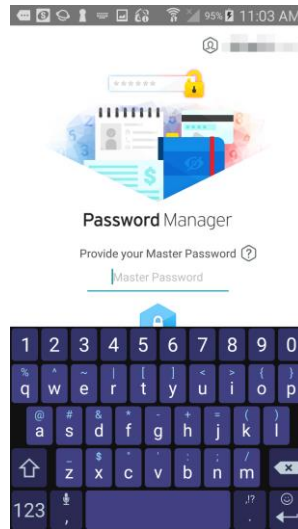 95% 11:03 AM
Password Manager
Provide your Master Password ?
Master Password
1 2 3 4 5 6 7 8 9 0
% ^ ~ | [ ] < > { }
q w e r t y u i o p
@ # & * - + = ( )
a s d f g h j k l
$ " ' : ; /
z x c v b n m
123 , .!?